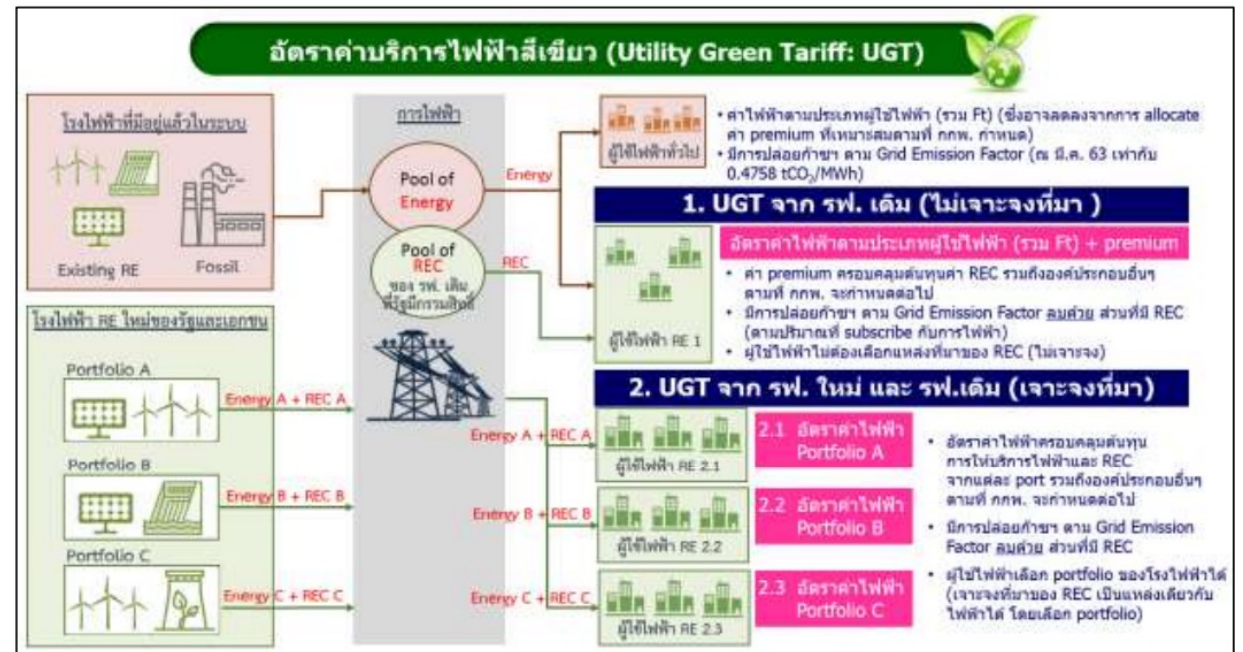 อัตราค่าบริการไฟฟ้าสีเขียว (Utility Green Tariff: UGT)
โรงไฟฟ้าที่มีอยู่แล้วในระบบ
Existing RE
Fossil
โรงไฟฟ้า RE ใหม่ของรัฐและเอกชน
Portfolio A
Energy A + REC A
Portfolio B
Energy B + REC B
Portfolio C
Energy C + REC C
การไฟฟ้า
Pool of
Energy
Pool of
REC
ของ รฟ. เดิม
ที่รัฐมีกรรมสิทธิ์
Energy
REC
Energy A + REC A
Energy B + REC B
Energy C + REC C
ผู้ใช้ไฟฟ้าทั่วไป
• ค่าไฟฟ้าตามประเภทผู้ใช้ไฟฟ้า (รวม Ft) (ซึ่งอาจลดลงจากการ allocate
ค่า premium ที่เหมาะสมตามที่ กกพ. กำหนด)
• มีการปล่อยก๊าซฯ ตาม Grid Emission Factor (ณ มี.ค. 63 เท่ากับ
0.4758 tCO2/MWh)
1. UGT จาก รฟ. เดิม (ไม่เจาะจงที่มา )
ผู้ใช้ไฟฟ้า RE 1
อัตราค่าไฟฟ้าตามประเภทผู้ใช้ไฟฟ้า (รวม Ft) + premium
• ค่า premium ครอบคลุมต้นทุนค่า REC รวมถึงองค์ประกอบอื่นๆ
ตามที่ กกพ. จะกำหนดต่อไป
• มีการปล่อยก๊าซฯ ตาม Grid Emission Factor ลบด้วย ส่วนที่มี REC
(ตามปริมาณที่ subscribe กับการไฟฟ้า)
• ผู้ใช้ไฟฟ้าไม่ต้องเลือกแหล่งที่มาของ REC (ไม่เจาะจง)
2. UGT จาก รฟ. ใหม่ และ รฟ.เดิม (เจาะจงที่มา)
ผู้ใช้ไฟฟ้า RE 2.1
2.1 อัตราค่าไฟฟ้า
Portfolio A
ผู้ใช้ไฟฟ้า RE 2.2
2.2 อัตราค่าไฟฟ้า
Portfolio B
ผู้ใช้ไฟฟ้า RE 2.3
2.3 อัตราค่าไฟฟ้า
Portfolio C
• อัตราค่าไฟฟ้าครอบคลุมต้นทุน
การให้บริการไฟฟ้าและ REC
จากแต่ละ port รวมถึงองค์ประกอบอื่นๆ
ตามที่ กกพ. จะกำหนดต่อไป
• มีการปล่อยก๊าซฯ ตาม Grid Emission
Factor ลบด้วย ส่วนที่มี REC
• ผู้ใช้ไฟฟ้าเลือก portfolio ของโรงไฟฟ้าได้
(เจาะจงที่มาของ REC เป็นแหล่งเดียวกับ
ไฟฟ้าได้ โดยเลือก portfolio)